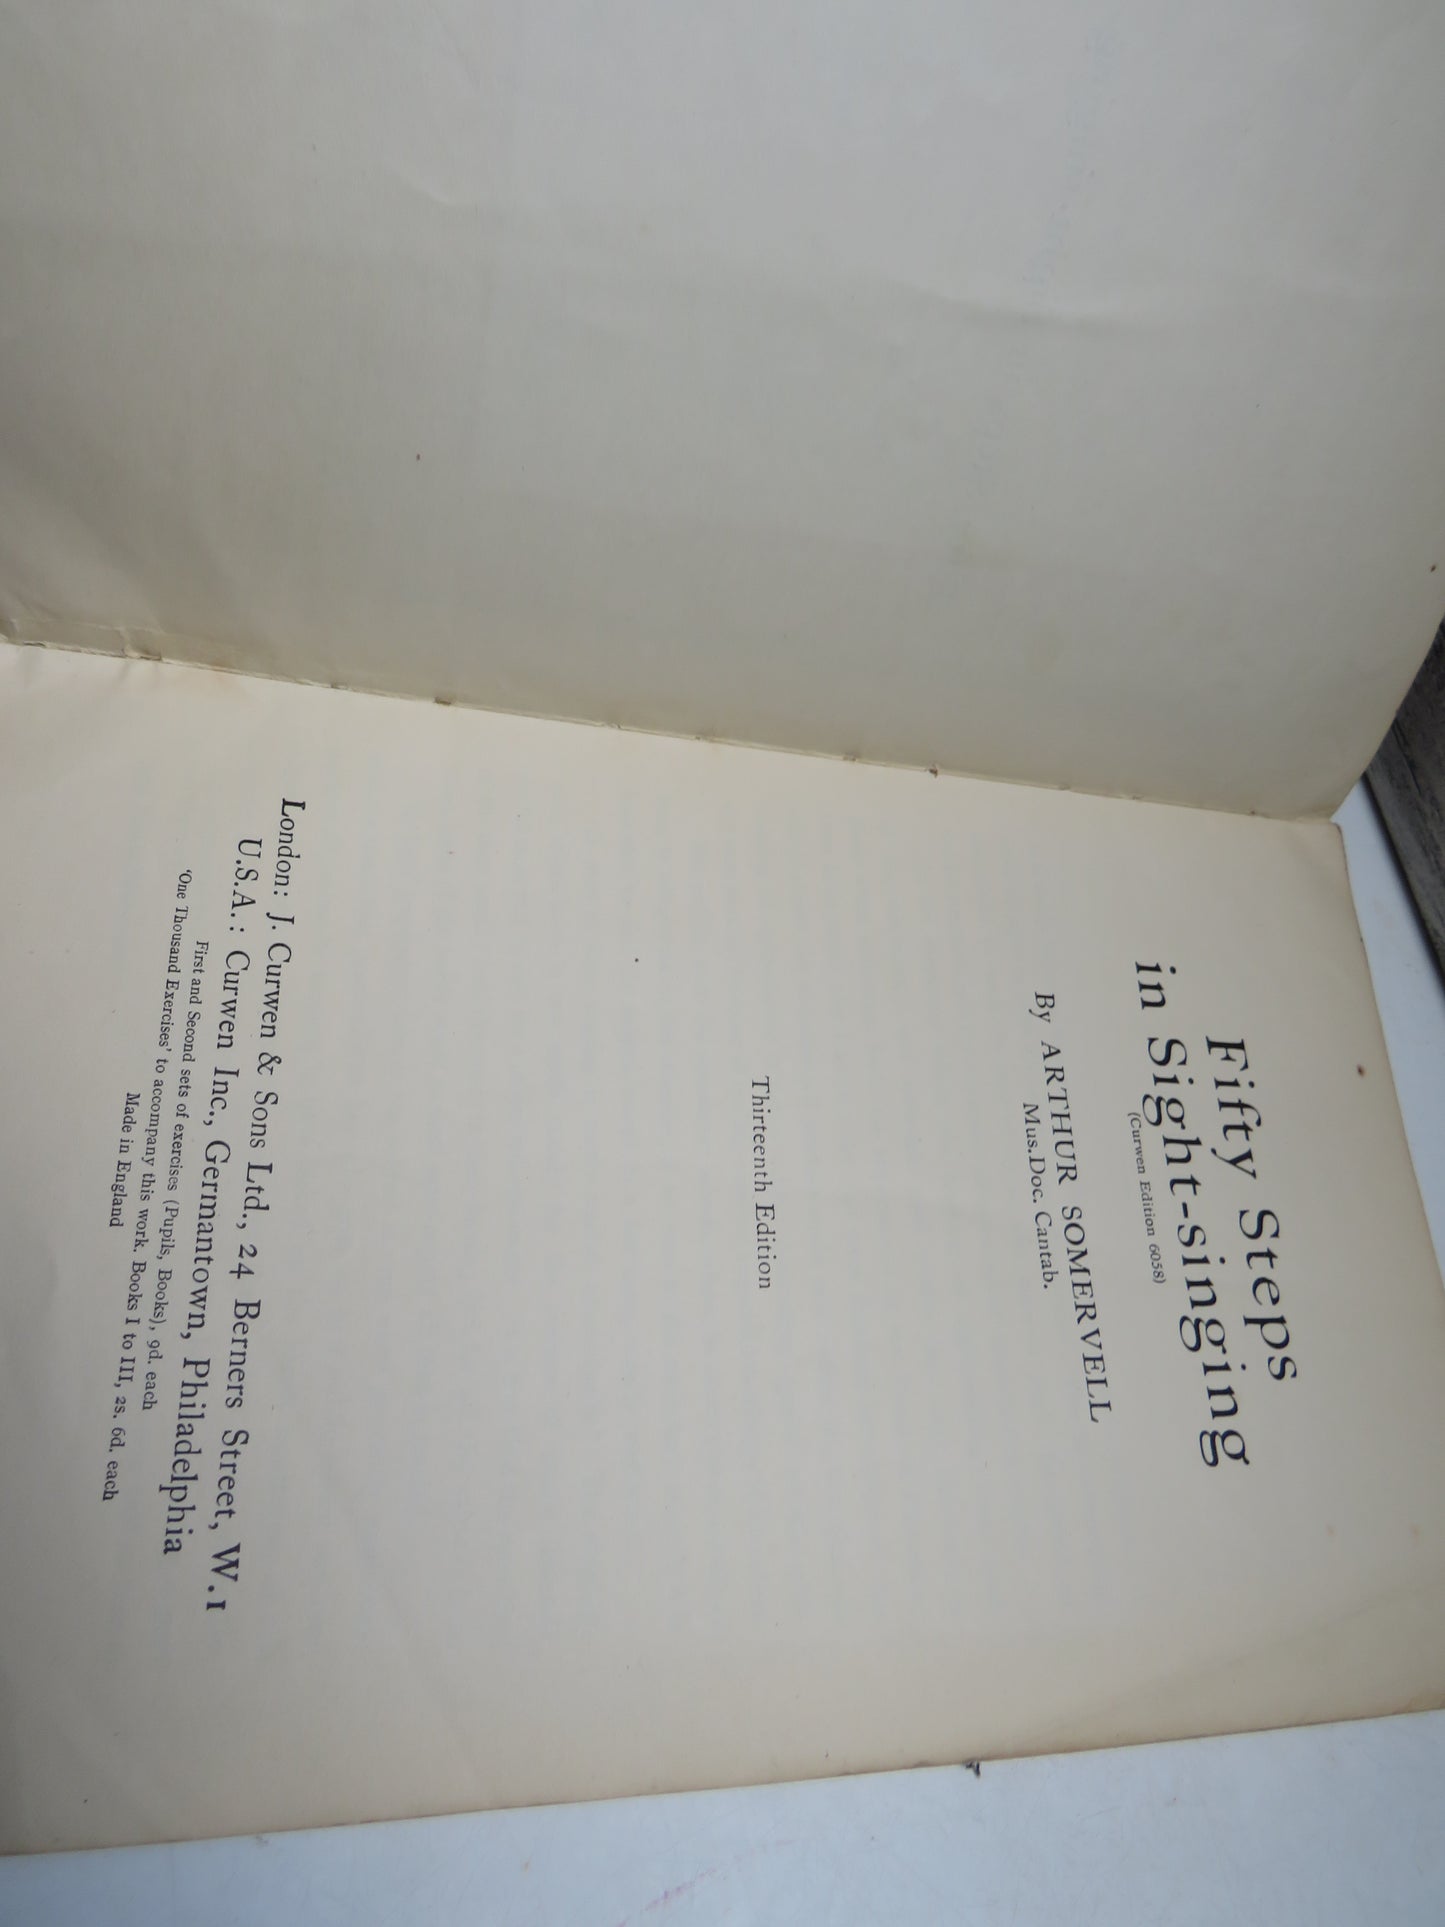 Fifty Steps
in Sight-singing
(Curwen Edition 6058)
By ARTHUR SOMERVELL
Mus.Doc. Cantab.
Thirteenth Edition
London: J. Curwen & Sons Ltd., 24 Berners Street, W.1
U.S.A.: Curwen Inc., Germantown, Philadelphia
First and Second sets of exercises (Pupils, Books), 9d. each
'One Thousand Exercises' to accompany this work. Books I to III, 2s. 6d. each
Made in England